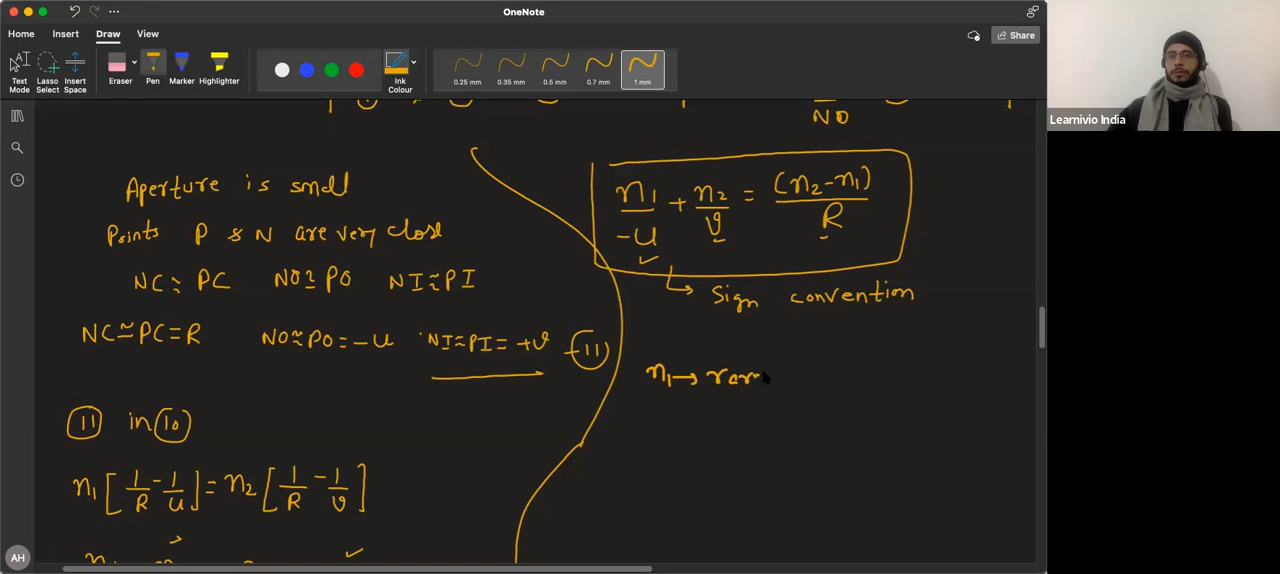 OneNote
Home Insert Draw View
Share
Text Mode
Lasso Select
Insert Space
Eraser
Pen
Marker
Highlighter
Ink Colour
0.25 mm
0.35 mm
0.5 mm
0.7 mm
1 mm
Learnivio India
NO
Aperture is small
Points P & N are very close
NC ≈ PC NO ≅ PO NI ≈ PI
NC ≃ PC = R NO ≈ PO = -u NI ≈ PI = +v -(11)
(11) in (10)
n₁ [1/R - 1/u] = n₂ [1/R - 1/v]
n₁/-u + n₂/v = (n₂-n₁)/R
↳ Sign convention
n₁ → rar
AH